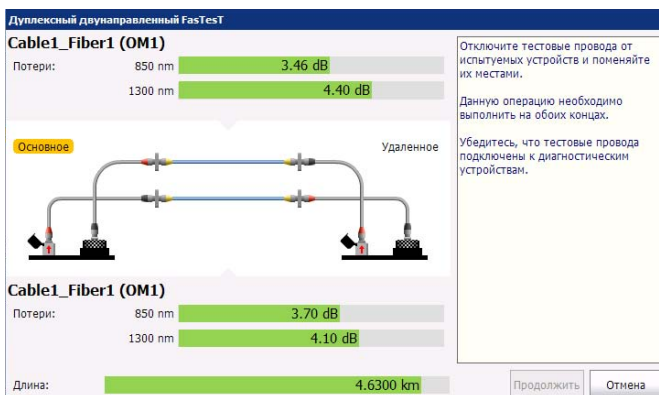 Дуплексный двунаправленный FasTesT
Cable1_Fiber1 (OM1)
Потери:
850 nm
3.46 dB
1300 nm
4.40 dB
Основное
Удаленное
Cable1_Fiber1 (OM1)
Потери:
850 nm
3.70 dB
1300 nm
4.10 dB
Длина:
4.6300 km
Отключите тестовые провода от
испытуемых устройств и поменяйте
их местами.
Данную операцию необходимо
выполнить на обоих концах.
Убедитесь, что тестовые провода
подключены к диагностическим
устройствам.
Продолжить
Отмена